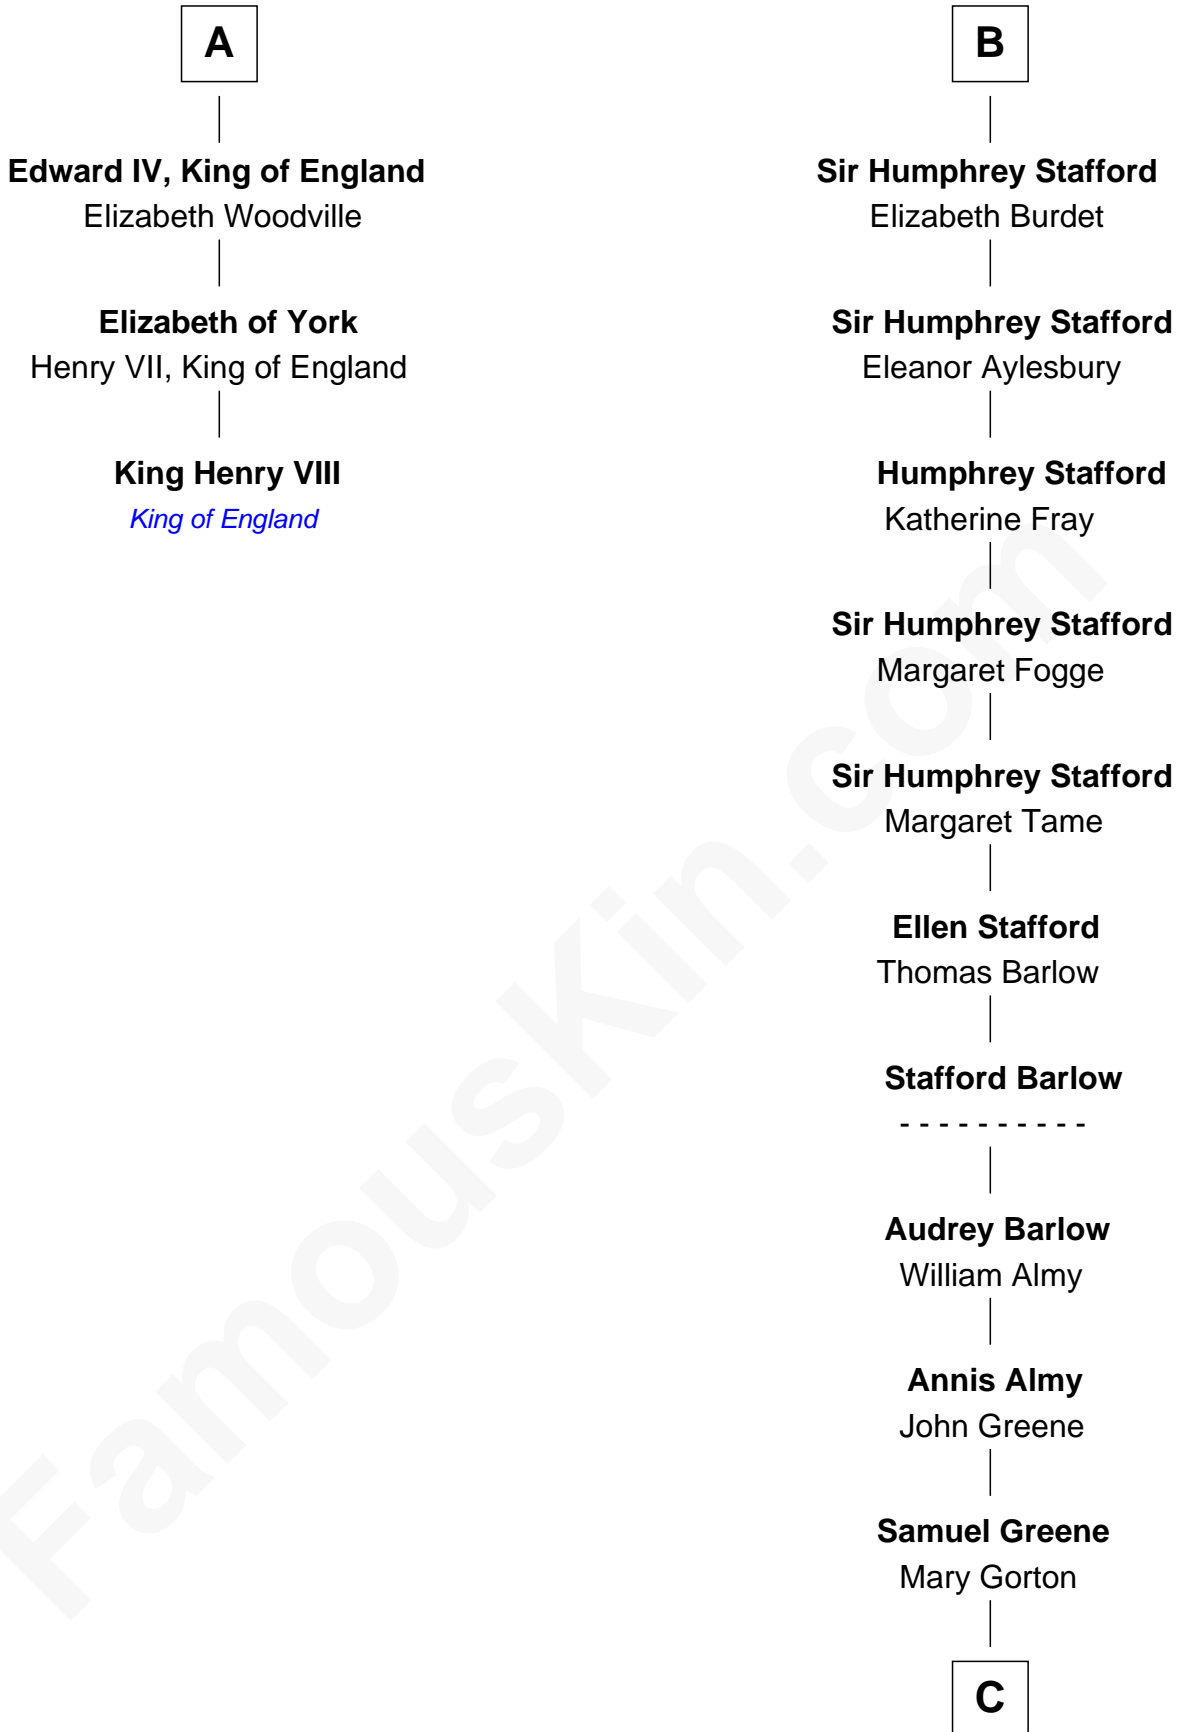 A
Edward IV, King of England
Elizabeth Woodville
Elizabeth of York
Henry VII, King of England
King Henry VIII
King of England
B
Sir Humphrey Stafford
Elizabeth Burdet
Sir Humphrey Stafford
Eleanor Aylesbury
Humphrey Stafford
Katherine Fray
Sir Humphrey Stafford
Margaret Fogge
Sir Humphrey Stafford
Margaret Tame
Ellen Stafford
Thomas Barlow
Stafford Barlow
- - - - - - - - - -
Audrey Barlow
William Almy
Annis Almy
John Greene
Samuel Greene
Mary Gorton
C
FamousKin.com